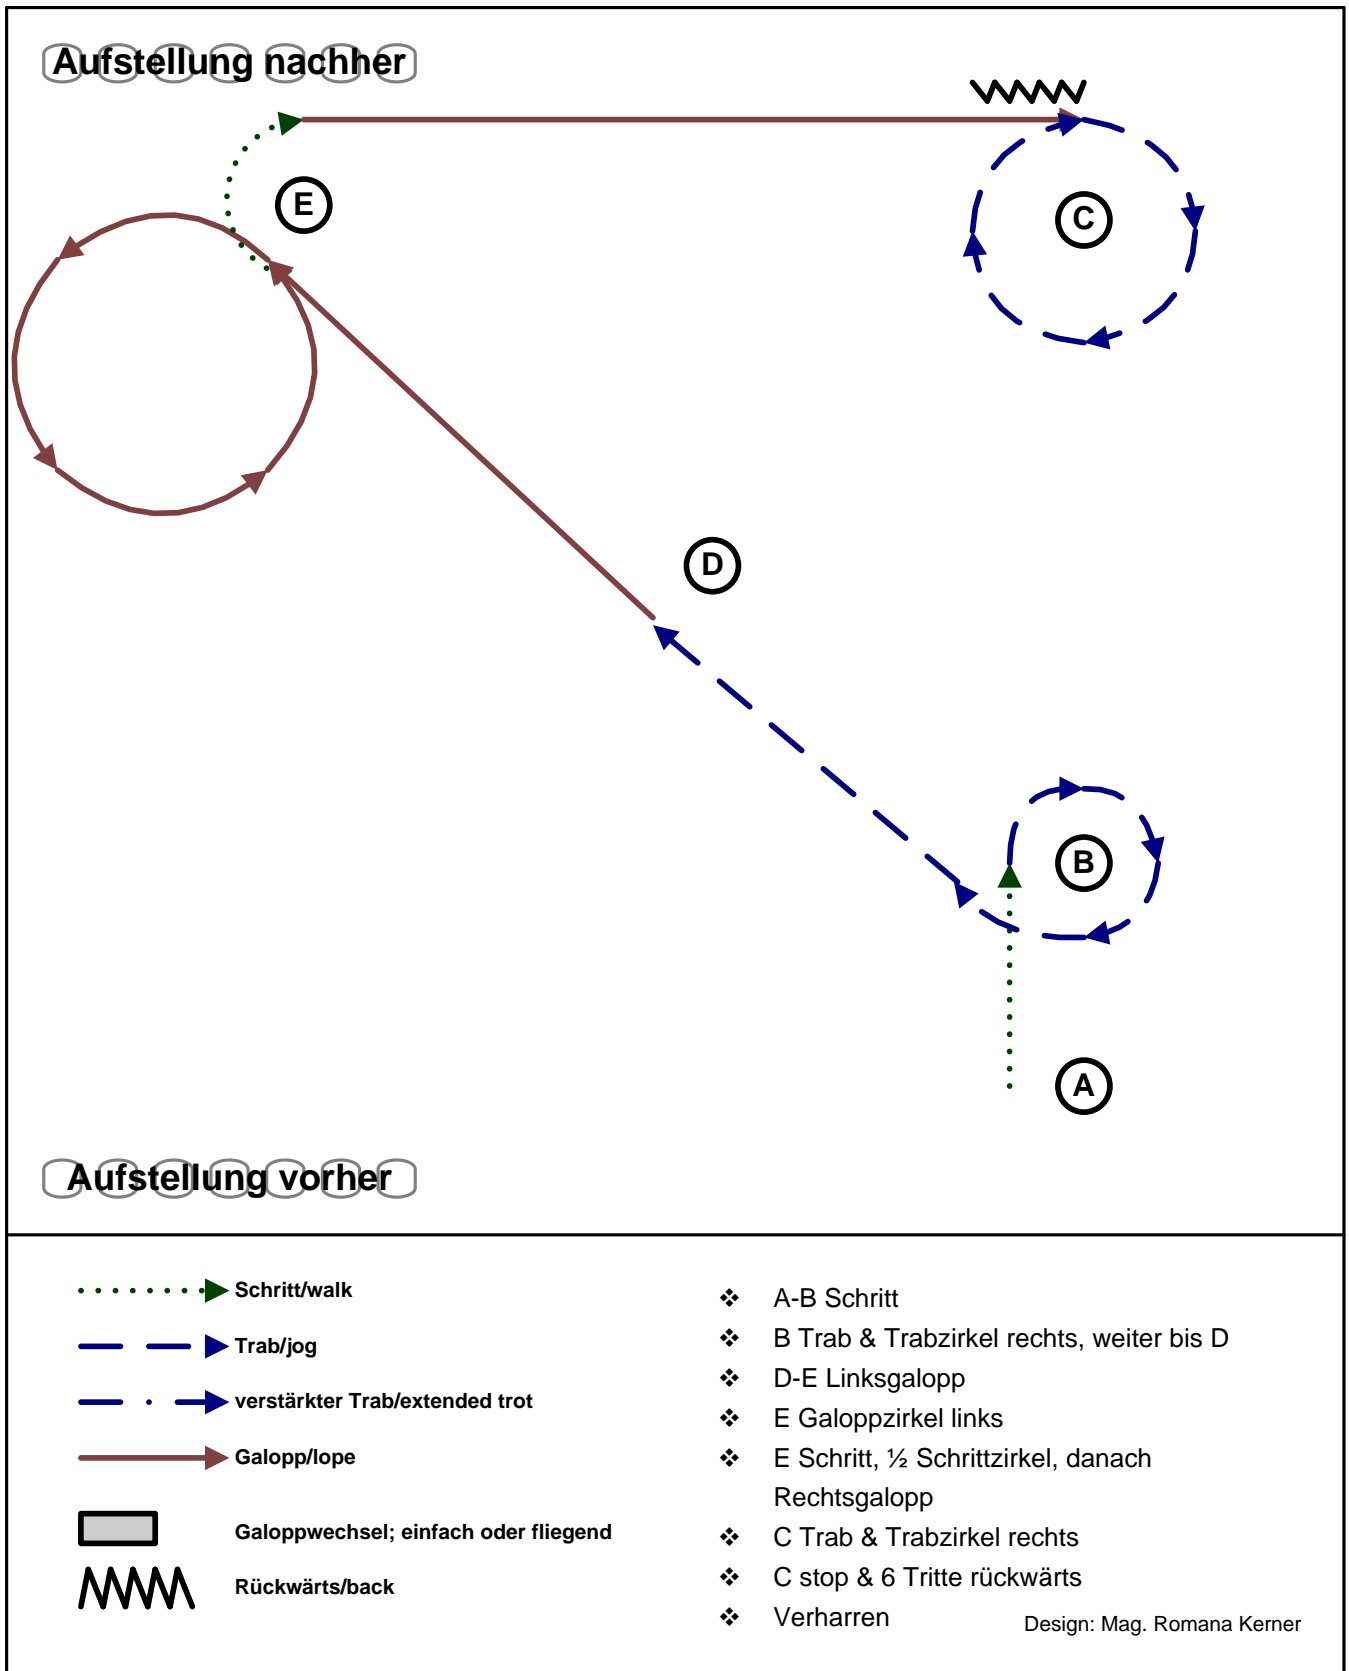 Aufstellung nachher
E
C
D
B
A
Aufstellung vorher
Schritt/walk
Trab/jog
verstärkter Trab/extended trot
Galopp/lope
Galoppwechsel; einfach oder fliegend
Rückwärts/back
❖ A-B Schritt
❖ B Trab & Trabzirkel rechts, weiter bis D
❖ D-E Linksgalopp
❖ E Galoppzirkel links
❖ E Schritt, ½ Schrittzirkel, danach
Rechtsgalopp
❖ C Trab & Trabzirkel rechts
❖ C stop & 6 Tritte rückwärts
❖ Verharren
Design: Mag. Romana Kerner